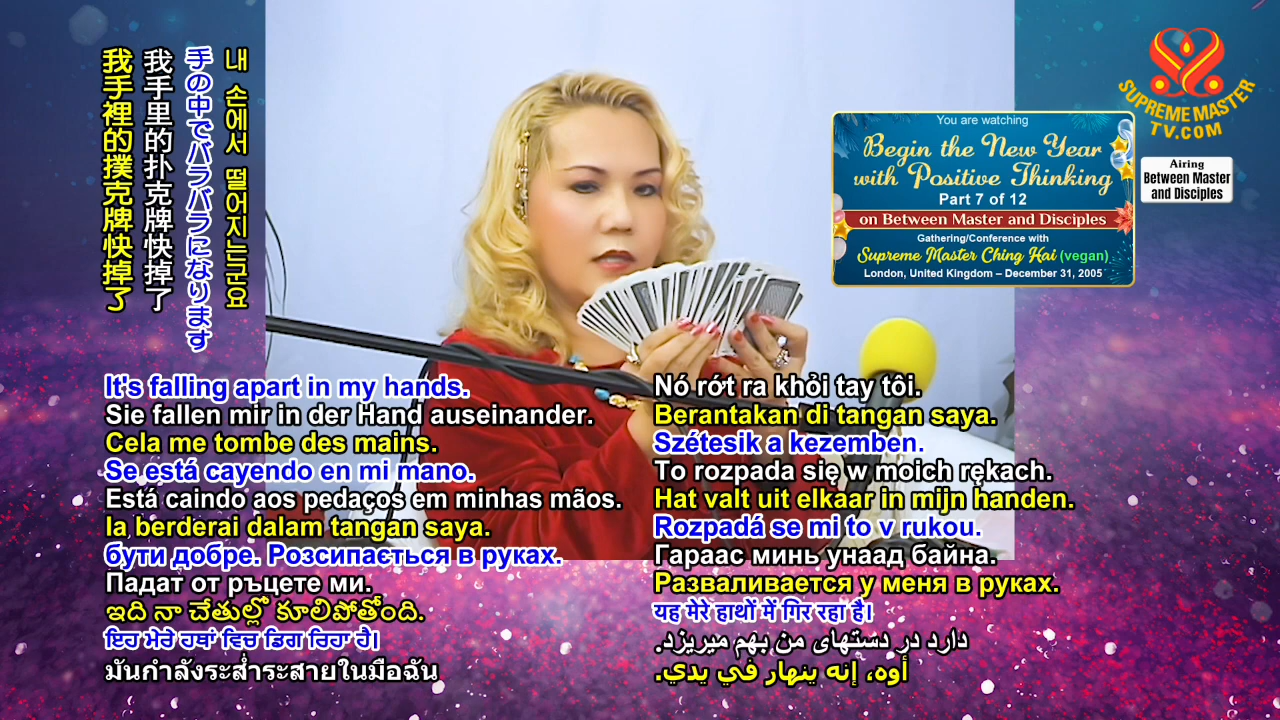 我手裡的撲克牌快掉了
我手里的扑克牌快掉了
手の中でバラバラになります
내 손에서 떨어지는군요
SUPREME MASTER
TV.COM
You are watching
Begin the New Year
with Positive Thinking
Part 7 of 12
on Between Master and Disciples
Gathering/Conference with
Supreme Master Ching Hai (vegan)
London, United Kingdom – December 31, 2005
Airing
Between Master
and Disciples
It's falling apart in my hands.
Sie fallen mir in der Hand auseinander.
Cela me tombe des mains.
Se está cayendo en mi mano.
Está caindo aos pedaços em minhas mãos.
Ia berderai dalam tangan saya.
бути добре. Розсипається в руках.
Падат от ръцете ми.
ఇది నా చేతుల్లో కూలిపోతోంది.
ਇਹ ਮੇਰੇ ਹਥਾਂ ਵਿਚ ਡਿਗ ਰਿਹਾ ਹੈ।
มันกำลังระส่ำระสายในมือฉัน
Nó rớt ra khỏi tay tôi.
Berantakan di tangan saya.
Szétesik a kezemben.
To rozpada się w moich rękach.
Hat valt uit elkaar in mijn handen.
Rozpadá se mi to v rukou.
Гараас минь унаад байна.
Разваливается у меня в руках.
यह मेरे हाथों में गिर रहा है।
دارد در دستهای من بهم میریزد.
أوه، إنه ينهار في يدي.